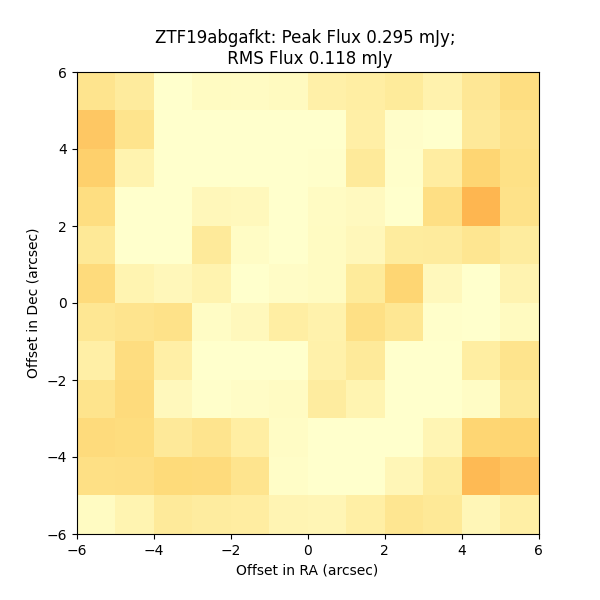 ZTF19abgafkt: Peak Flux 0.295 mJy;
RMS Flux 0.118 mJy
6
4
2
0
−2
−4
−6
Offset in Dec (arcsec)
−6 −4 −2 0 2 4 6
Offset in RA (arcsec)